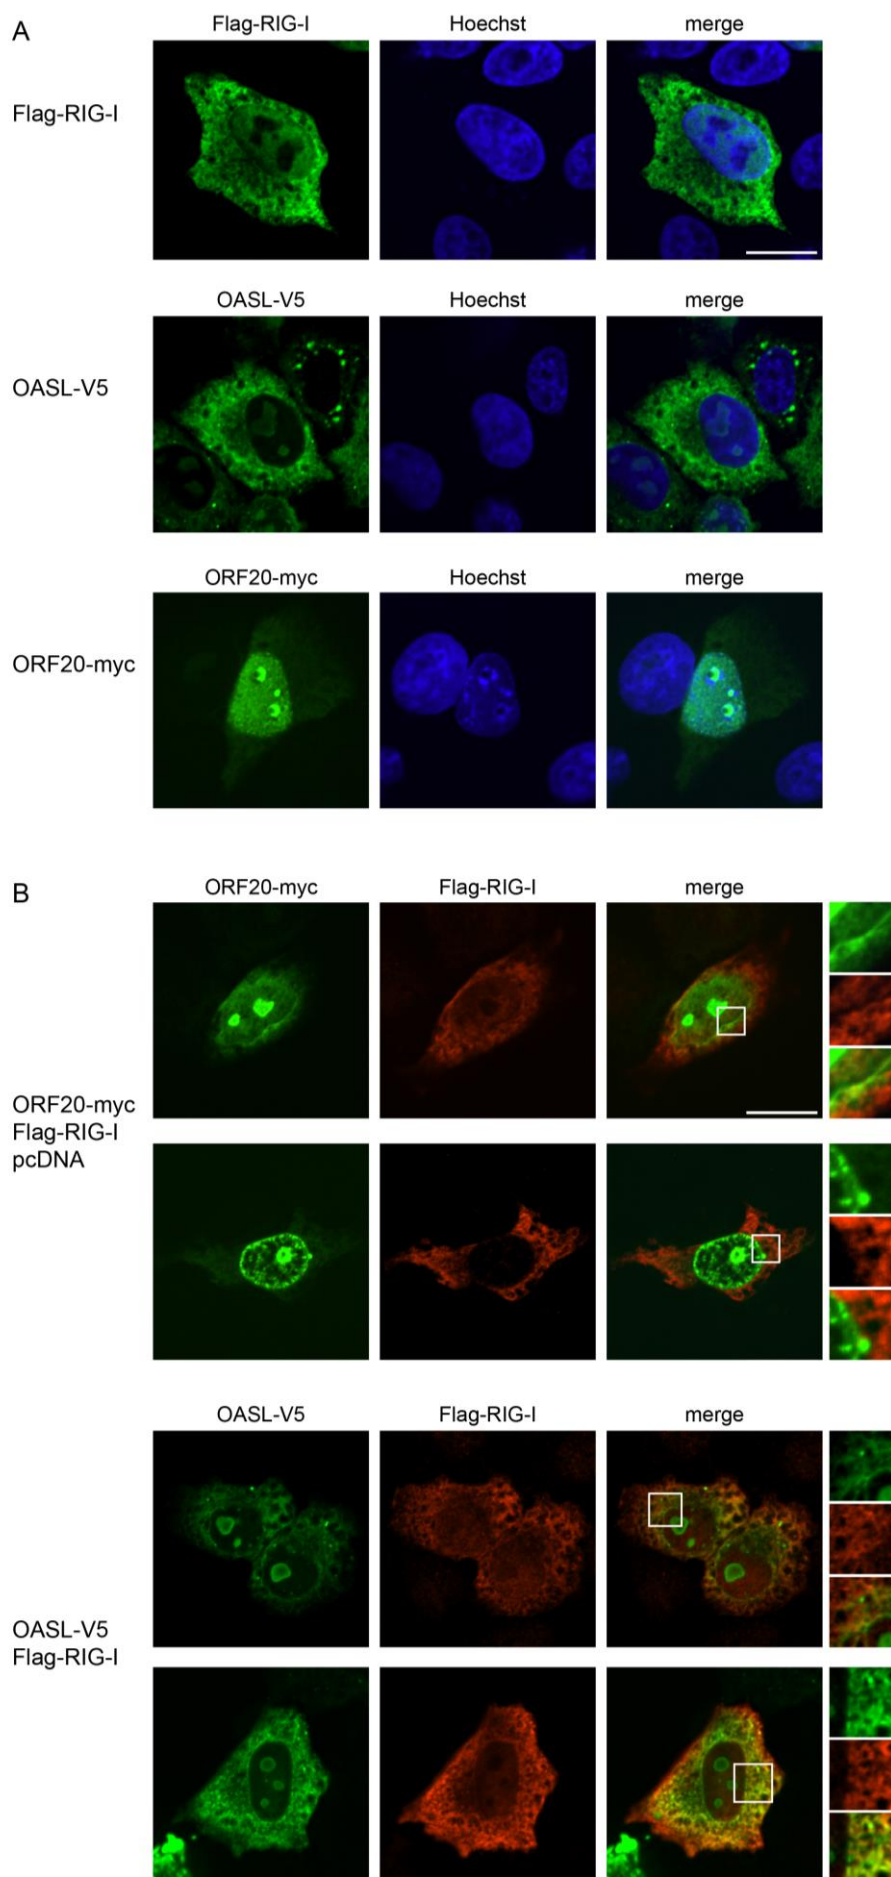 A
Flag-RIG-I Hoechst merge
Flag-RIG-I
OASL-V5 Hoechst merge
OASL-V5
ORF20-myc Hoechst merge
ORF20-myc
B
ORF20-myc Flag-RIG-I merge
ORF20-myc
Flag-RIG-I
pcDNA
OASL-V5 Flag-RIG-I merge
OASL-V5
Flag-RIG-I